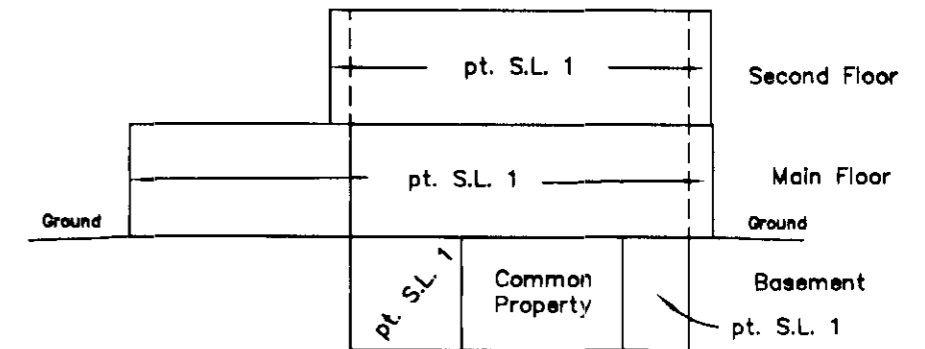 pt. S.L. 1
Second Floor
pt. S.L. 1
Main Floor
Ground
Ground
pt. S.L. 1
Common
Property
Basement
pt. S.L. 1